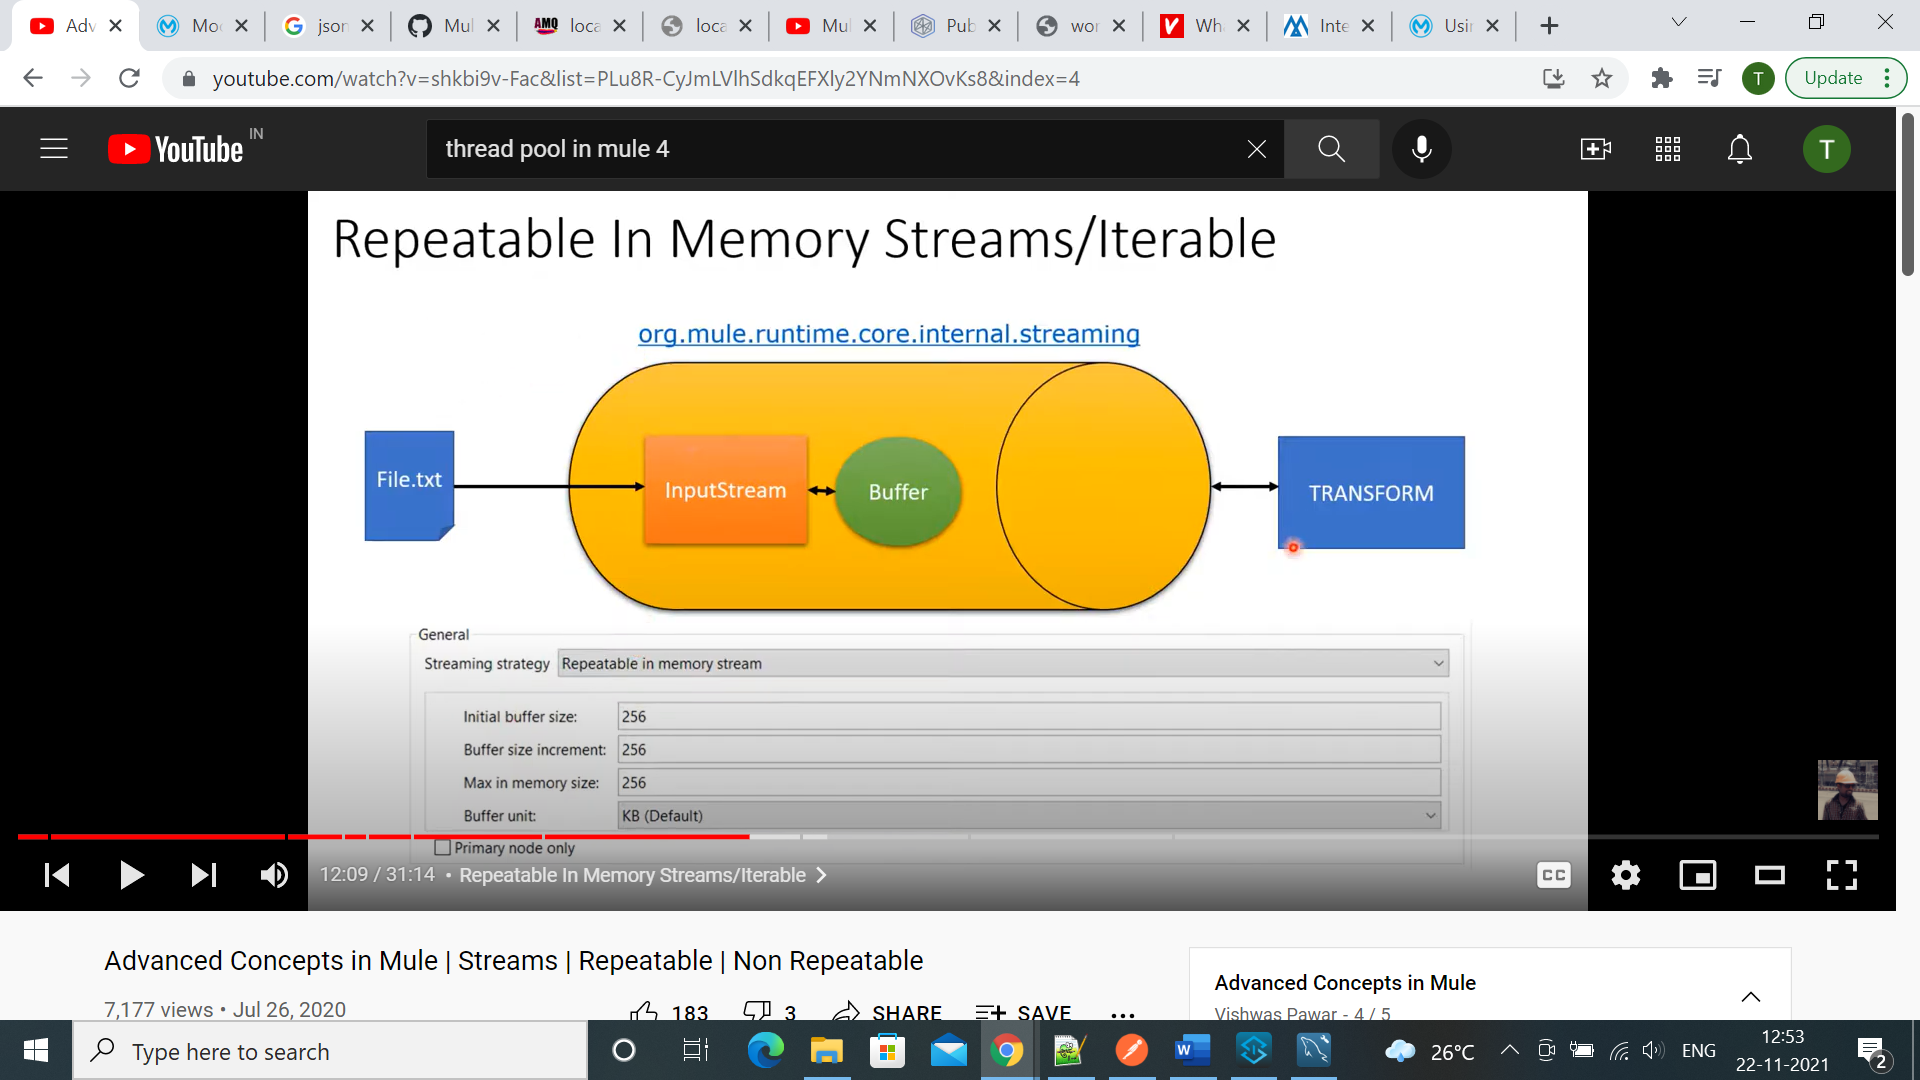 Adv
Mo
json
Mul
AMQ
loca
loca
Mul
Pub
wor
Wh
Inte
Usin
youtube.com/watch?v=shkbi9v-Fac&list=PLu8R-CyJmLVlhSdkqEFXly2YNmNXOvKs8&index=4
T
Update
YouTube IN
thread pool in mule 4
T
Repeatable In Memory Streams/Iterable
org.mule.runtime.core.internal.streaming
File.txt
InputStream
Buffer
TRANSFORM
General
Streaming strategy Repeatable in memory stream
Initial buffer size: 256
Buffer size increment: 256
Max in memory size: 256
Buffer unit: KB (Default)
Primary node only
12:09 / 31:14 • Repeatable In Memory Streams/Iterable
CC
Advanced Concepts in Mule | Streams | Repeatable | Non Repeatable
7,177 views • Jul 26, 2020
183
3
SHARE
SAVE
Advanced Concepts in Mule
Vishwas Pawar - 4 / 5
Type here to search
26°C
ENG
12:53
22-11-2021
2